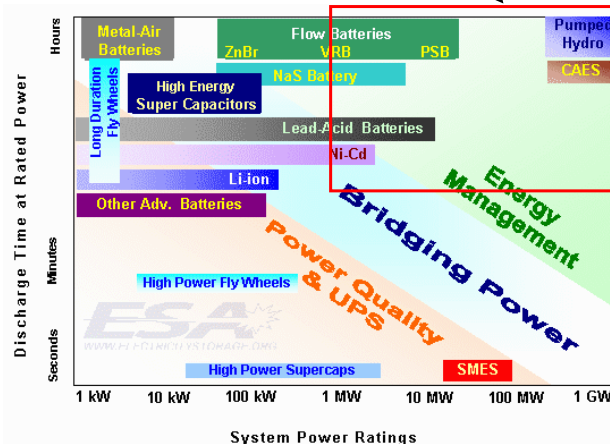 Discharge Time at Rated Power
Hours
Minutes
Seconds
Metal-Air
Batteries
Flow Batteries
ZnBr VRB PSB
NaS Battery
Pumped
Hydro
CAES
Long Duration
Fly Wheels
High Energy
Super Capacitors
Lead-Acid Batteries
Ni-Cd
Li-ion
Other Adv. Batteries
Energy
Management
Bridging Power
Power Quality
& UPS
High Power Fly Wheels
ESA
WWW.ELECTRICITYSTORAGE.ORG
High Power Supercaps
SMES
1 kW 10 kW 100 kW 1 MW 10 MW 100 MW 1 GW
System Power Ratings